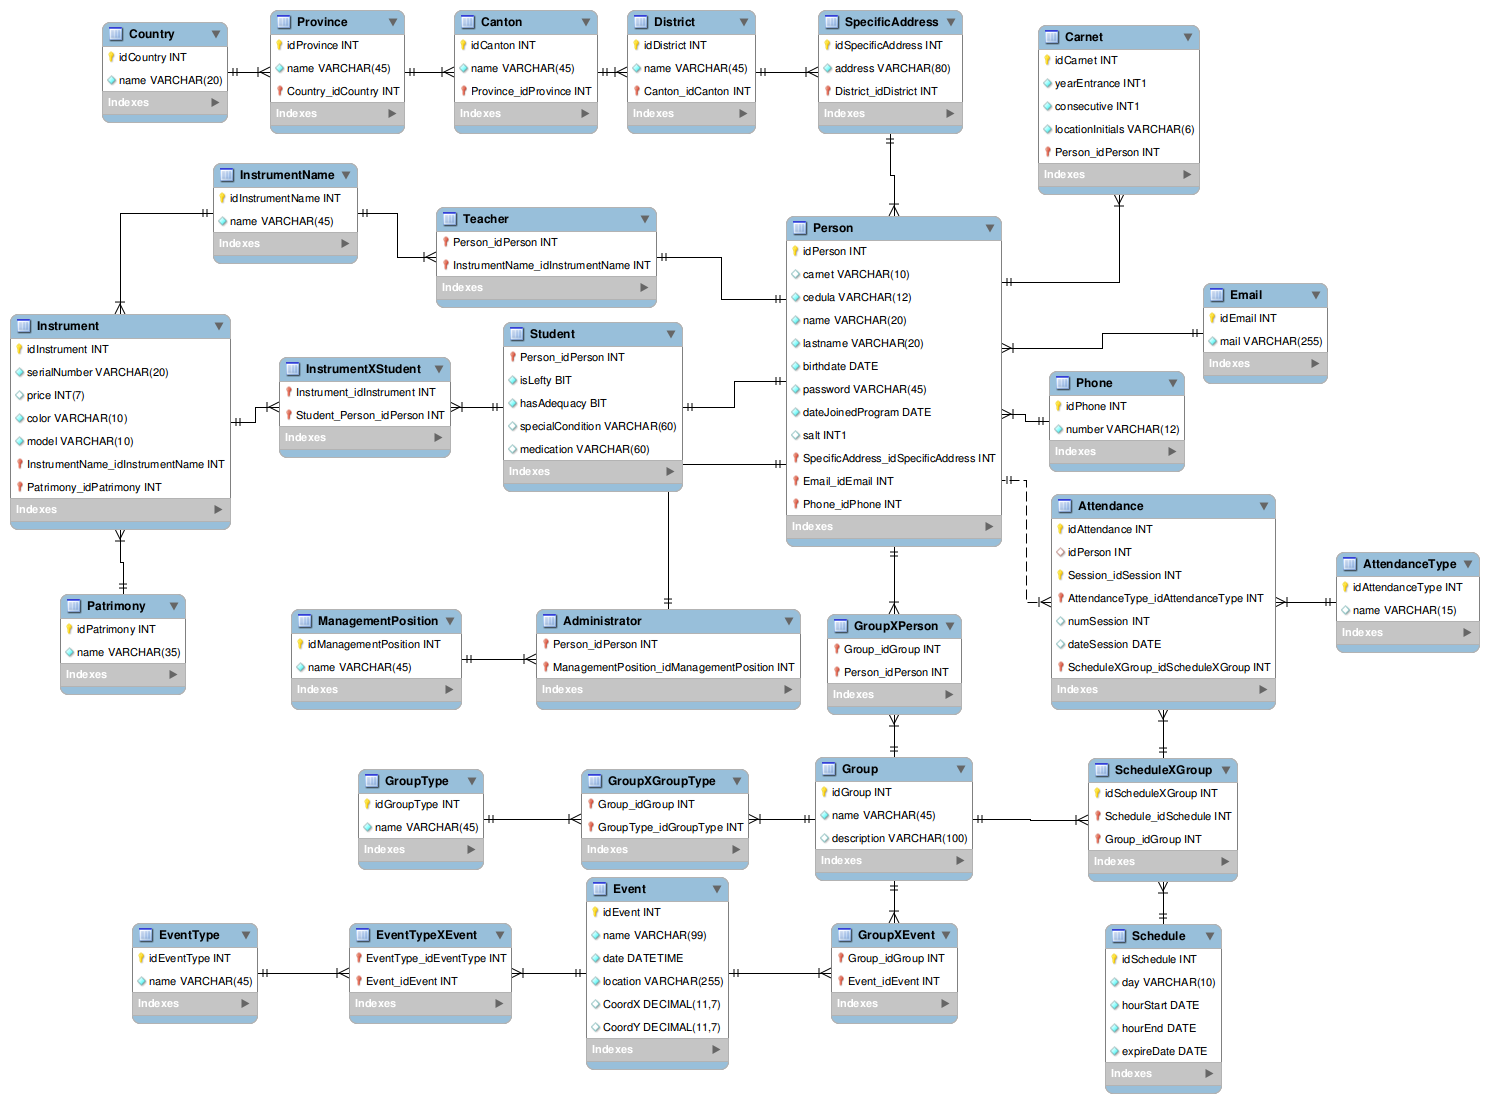 Country
idCountry INT
name VARCHAR(20)
Indexes
Province
idProvince INT
name VARCHAR(45)
Country_idCountry INT
Indexes
Canton
idCanton INT
name VARCHAR(45)
Province_idProvince INT
Indexes
District
idDistrict INT
name VARCHAR(45)
Canton_idCanton INT
Indexes
SpecificAddress
idSpecificAddress INT
address VARCHAR(80)
District_idDistrict INT
Indexes
Carnet
idCarnet INT
yearEntrance INT1
consecutive INT1
locationInitials VARCHAR(6)
Person_idPerson INT
Indexes
InstrumentName
idInstrumentName INT
name VARCHAR(45)
Indexes
Teacher
Person_idPerson INT
InstrumentName_idInstrumentName INT
Indexes
Person
idPerson INT
carnet VARCHAR(10)
cedula VARCHAR(12)
name VARCHAR(20)
lastname VARCHAR(20)
birthdate DATE
password VARCHAR(45)
dateJoinedProgram DATE
salt INT1
SpecificAddress_idSpecificAddress INT
Email_idEmail INT
Phone_idPhone INT
Indexes
Email
idEmail INT
mail VARCHAR(255)
Indexes
Instrument
idInstrument INT
serialNumber VARCHAR(20)
price INT(7)
color VARCHAR(10)
model VARCHAR(10)
InstrumentName_idInstrumentName INT
Patrimony_idPatrimony INT
Indexes
InstrumentXStudent
Instrument_idInstrument INT
Student_Person_idPerson INT
Indexes
Student
Person_idPerson INT
isLefty BIT
hasAdequacy BIT
specialCondition VARCHAR(60)
medication VARCHAR(60)
Indexes
Phone
idPhone INT
number VARCHAR(12)
Indexes
Attendance
idAttendance INT
idPerson INT
Session_idSession INT
AttendanceType_idAttendanceType INT
numSession INT
dateSession DATE
ScheduleXGroup_idScheduleXGroup INT
Indexes
AttendanceType
idAttendanceType INT
name VARCHAR(15)
Indexes
Patrimony
idPatrimony INT
name VARCHAR(35)
Indexes
ManagementPosition
idManagementPosition INT
name VARCHAR(45)
Indexes
Administrator
Person_idPerson INT
ManagementPosition_idManagementPosition INT
Indexes
GroupXPerson
Group_idGroup INT
Person_idPerson INT
Indexes
GroupType
idGroupType INT
name VARCHAR(45)
Indexes
GroupXGroupType
Group_idGroup INT
GroupType_idGroupType INT
Indexes
Group
idGroup INT
name VARCHAR(45)
description VARCHAR(100)
Indexes
ScheduleXGroup
idScheduleXGroup INT
Schedule_idSchedule INT
Group_idGroup INT
Indexes
EventType
idEventType INT
name VARCHAR(45)
Indexes
EventTypeXEvent
EventType_idEventType INT
Event_idEvent INT
Indexes
Event
idEvent INT
name VARCHAR(99)
date DATETIME
location VARCHAR(255)
CoordX DECIMAL(11,7)
CoordY DECIMAL(11,7)
Indexes
GroupXEvent
Group_idGroup INT
Event_idEvent INT
Indexes
Schedule
idSchedule INT
day VARCHAR(10)
hourStart DATE
hourEnd DATE
expireDate DATE
Indexes